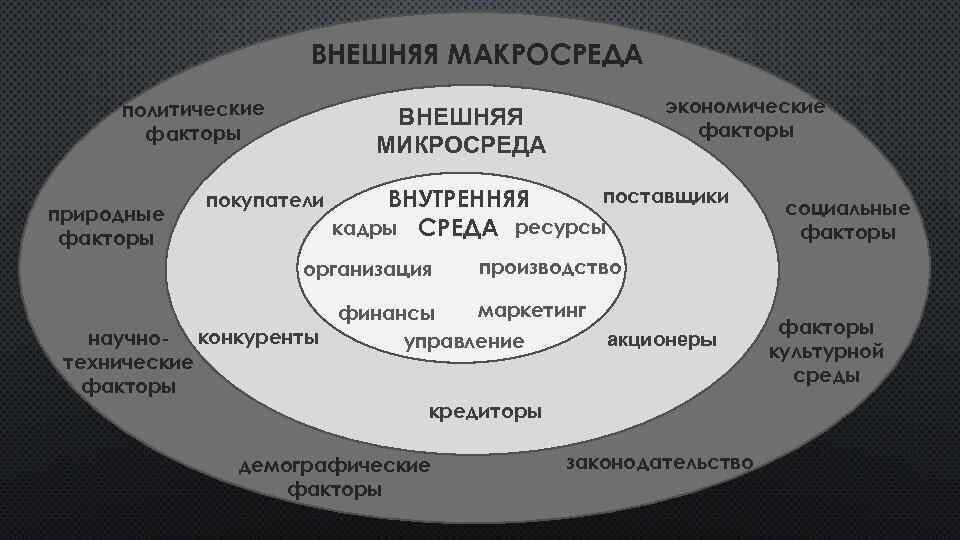 ВНЕШНЯЯ МАКРОСРЕДА
политические
факторы
ВНЕШНЯЯ
МИКРОСРЕДА
экономические
факторы
природные
факторы
покупатели
ВНУТРЕННЯЯ
СРЕДА
кадры
ресурсы
поставщики
социальные
факторы
организация
производство
финансы
маркетинг
управление
научно-
технические
факторы
конкуренты
акционеры
факторы
культурной
среды
кредиторы
демографические
факторы
законодательство